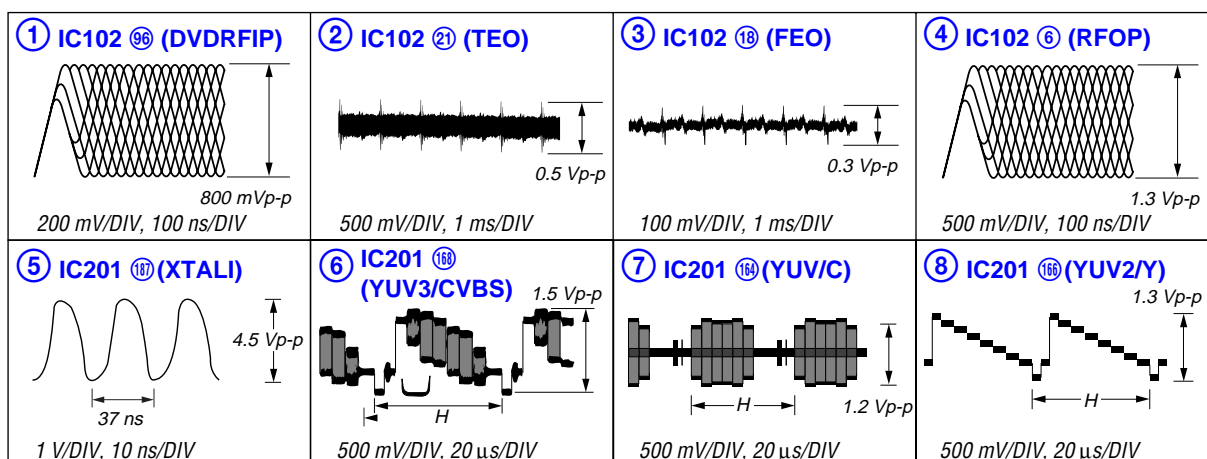 ① IC102 ㊾ (DVDRFIP)
800 mVp-p
200 mV/DIV, 100 ns/DIV
② IC102 ㉑ (TEO)
0.5 Vp-p
500 mV/DIV, 1 ms/DIV
③ IC102 ⑱ (FEO)
0.3 Vp-p
100 mV/DIV, 1 ms/DIV
④ IC102 ⑥ (RFOP)
1.3 Vp-p
500 mV/DIV, 100 ns/DIV
⑤ IC201 187 (XTALI)
4.5 Vp-p
37 ns
1 V/DIV, 10 ns/DIV
⑥ IC201 168
(YUV3/CVBS)
1.5 Vp-p
H
500 mV/DIV, 20 µs/DIV
⑦ IC201 164 (YUV/C)
H
1.2 Vp-p
500 mV/DIV, 20 µs/DIV
⑧ IC201 166 (YUV2/Y)
1.3 Vp-p
H
500 mV/DIV, 20 µs/DIV